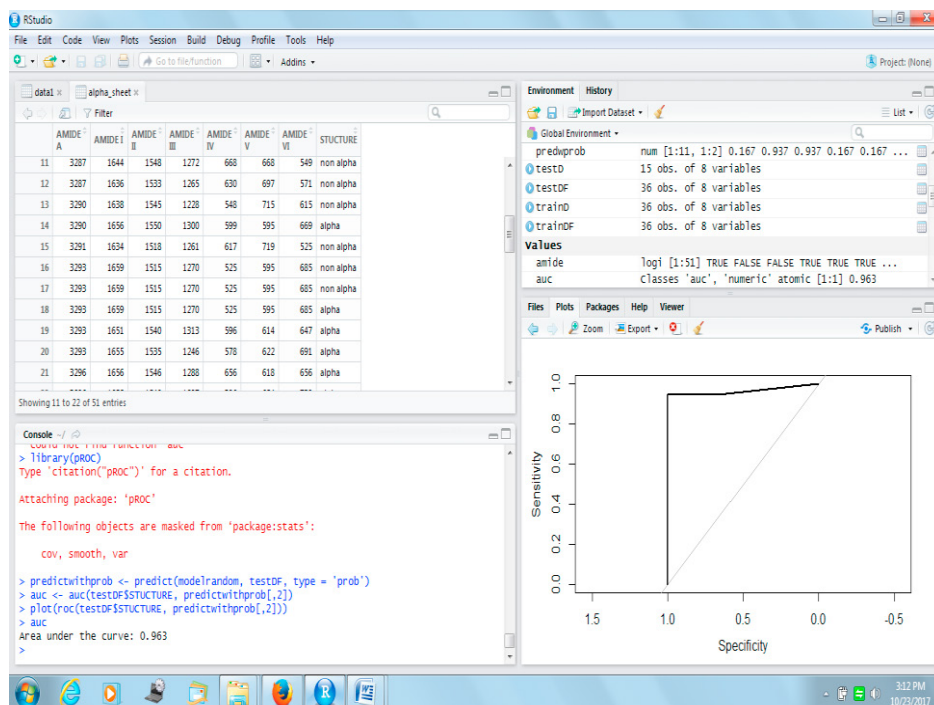 RStudio
File Edit Code View Plots Session Build Debug Profile Tools Help
Go to file/function Addins Project: (None)
data1 alpha_sheet
Filter
AMIDE A AMIDE I AMIDE II AMIDE III AMIDE IV AMIDE V AMIDE VI STUCTURE
11 3287 1644 1548 1272 668 668 549 non alpha
12 3287 1636 1533 1265 630 697 571 non alpha
13 3290 1638 1545 1228 548 715 615 non alpha
14 3290 1656 1550 1300 599 595 669 alpha
15 3291 1634 1518 1261 617 719 525 non alpha
16 3293 1659 1515 1270 525 595 685 non alpha
17 3293 1659 1515 1270 525 595 685 non alpha
18 3293 1659 1515 1270 525 595 685 alpha
19 3293 1651 1540 1313 596 614 647 alpha
20 3293 1655 1535 1246 578 622 691 alpha
21 3296 1656 1546 1288 656 618 656 alpha
Showing 11 to 22 of 51 entries
Console ~/
could not find function "auc"
> library(pROC)
Type 'citation("pROC")' for a citation.
Attaching package: 'pROC'
The following objects are masked from 'package:stats':
cov, smooth, var
> predictwithprob <- predict(modelrandom, testDF, type = 'prob')
> auc <- auc(testDF$STUCTURE, predictwithprob[,2])
> plot(roc(testDF$STUCTURE, predictwithprob[,2]))
> auc
Area under the curve: 0.963
>
Environment History
Import Dataset List
Global Environment
predwprob num [1:11, 1:2] 0.167 0.937 0.937 0.167 0.167 ...
testD 15 obs. of 8 variables
testDF 36 obs. of 8 variables
trainD 36 obs. of 8 variables
trainDF 36 obs. of 8 variables
Values
amide logi [1:51] TRUE FALSE FALSE TRUE TRUE TRUE ...
auc Classes 'auc', 'numeric' atomic [1:1] 0.963
Files Plots Packages Help Viewer
Zoom Export Publish
1.0
0.8
0.6
0.4
0.2
0.0
Sensitivity
1.5 1.0 0.5 0.0 -0.5
Specificity
3:12 PM
10/23/2017